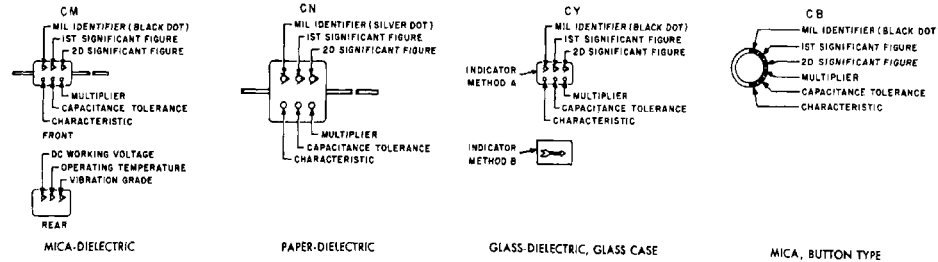 CM
MIL IDENTIFIER (BLACK DOT)
IST SIGNIFICANT FIGURE
2D SIGNIFICANT FIGURE
MULTIPLIER
CAPACITANCE TOLERANCE
CHARACTERISTIC
FRONT
DC WORKING VOLTAGE
OPERATING TEMPERATURE
VIBRATION GRADE
REAR
MICA-DIELECTRIC
CN
MIL IDENTIFIER (SILVER DOT)
IST SIGNIFICANT FIGURE
2D SIGNIFICANT FIGURE
MULTIPLIER
CAPACITANCE TOLERANCE
CHARACTERISTIC
PAPER-DIELECTRIC
CY
MIL IDENTIFIER (BLACK DOT)
IST SIGNIFICANT FIGURE
2D SIGNIFICANT FIGURE
INDICATOR
METHOD A
MULTIPLIER
CAPACITANCE TOLERANCE
CHARACTERISTIC
INDICATOR
METHOD B
GLASS-DIELECTRIC, GLASS CASE
CB
MIL IDENTIFIER (BLACK DOT
IST SIGNIFICANT FIGURE
2D SIGNIFICANT FIGURE
MULTIPLIER
CAPACITANCE TOLERANCE
CHARACTERISTIC
MICA, BUTTON TYPE